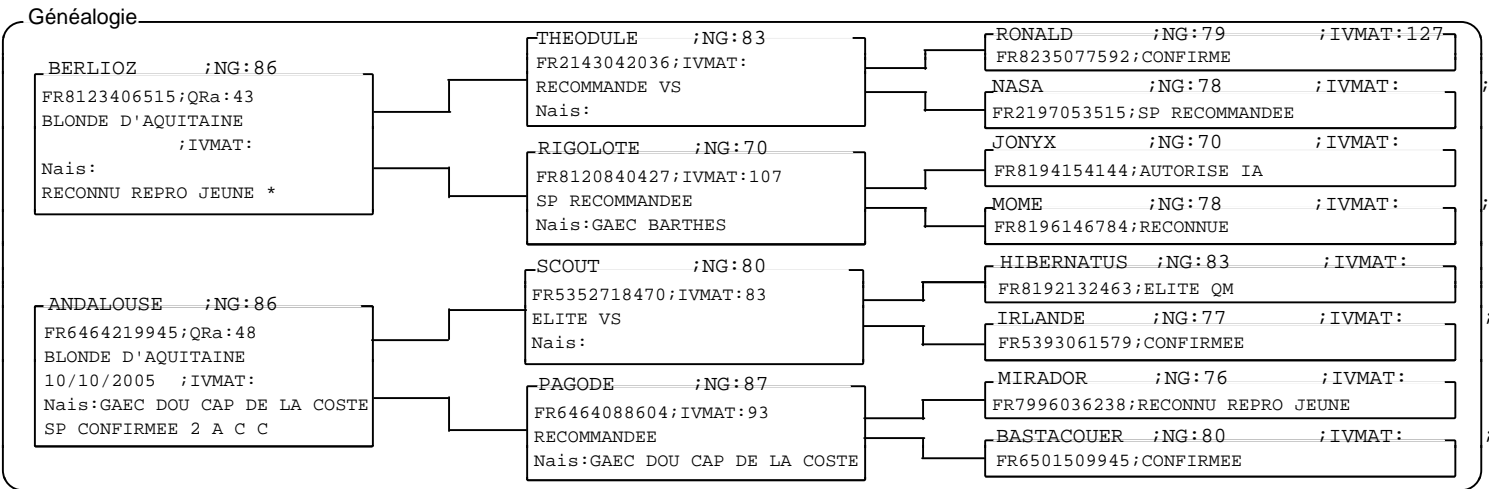 Généalogie
BERLIOZ ;NG:86
FR8123406515;QRa:43
BLONDE D'AQUITAINE
;IVMAT:
Nais:
RECONNU REPRO JEUNE *
ANDALOUSE ;NG:86
FR6464219945;QRa:48
BLONDE D'AQUITAINE
10/10/2005 ;IVMAT:
Nais:GAEC DOU CAP DE LA COSTE
SP CONFIRMEE 2 A C C
THEODULE ;NG:83
FR2143042036;IVMAT:
RECOMMANDE VS
Nais:
RIGOLOTE ;NG:70
FR8120840427;IVMAT:107
SP RECOMMANDEE
Nais:GAEC BARTHES
SCOUT ;NG:80
FR5352718470;IVMAT:83
ELITE VS
Nais:
PAGODE ;NG:87
FR6464088604;IVMAT:93
RECOMMANDEE
Nais:GAEC DOU CAP DE LA COSTE
RONALD ;NG:79 ;IVMAT:127
FR8235077592;CONFIRME
NASA ;NG:78 ;IVMAT: ;
FR2197053515;SP RECOMMANDEE
JONYX ;NG:70 ;IVMAT:
FR8194154144;AUTORISE IA
MOME ;NG:78 ;IVMAT: ;
FR8196146784;RECONNUE
HIBERNATUS ;NG:83 ;IVMAT:
FR8192132463;ELITE QM
IRLANDE ;NG:77 ;IVMAT: ;
FR5393061579;CONFIRMEE
MIRADOR ;NG:76 ;IVMAT:
FR7996036238;RECONNU REPRO JEUNE
BASTACOUER ;NG:80 ;IVMAT: ;
FR6501509945;CONFIRMEE